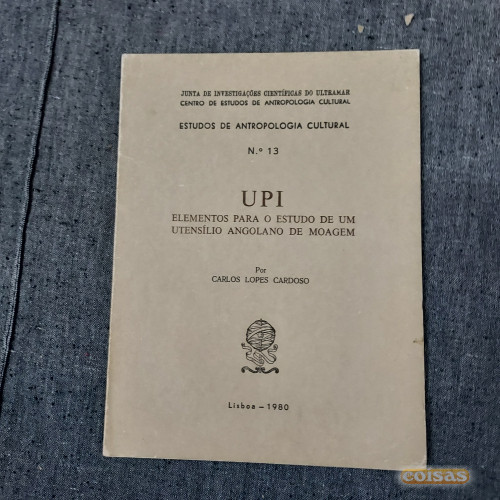 JUNTA DE INVESTIGAÇÕES CIENTÍFICAS DO ULTRAMAR
CENTRO DE ESTUDOS DE ANTROPOLOGIA CULTURAL
ESTUDOS DE ANTROPOLOGIA CULTURAL
N.º 13
UPI
ELEMENTOS PARA O ESTUDO DE UM
UTENSÍLIO ANGOLANO DE MOAGEM
Por
CARLOS LOPES CARDOSO
Lisboa – 1980
coisas